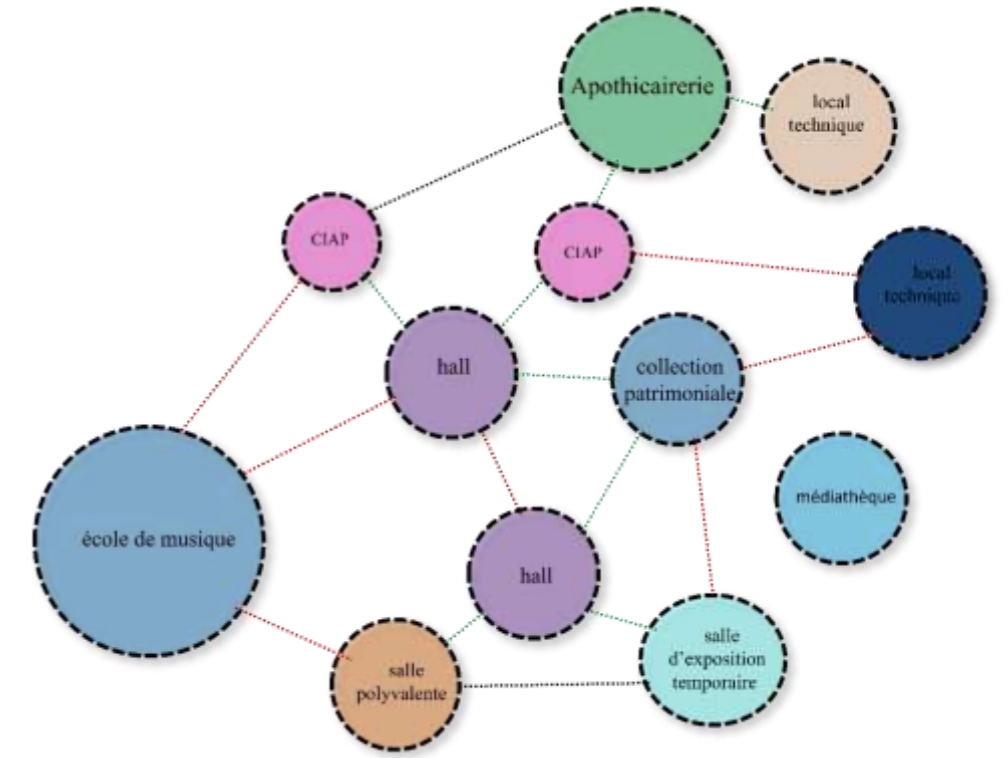 Apothicairerie
local
technique
CIAP
CIAP
local
technique
hall
collection
patrimoniale
médiathèque
école de musique
hall
salle
d'exposition
temporaire
salle
polyvalente